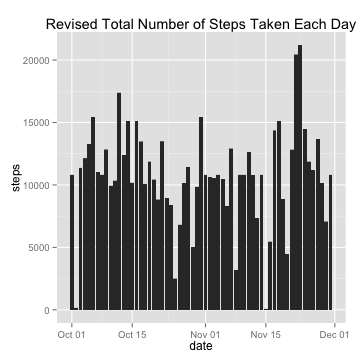 Revised Total Number of Steps Taken Each Day
20000
15000
10000
5000
0
steps
Oct 01 Oct 15 Nov 01 Nov 15 Dec 01
date